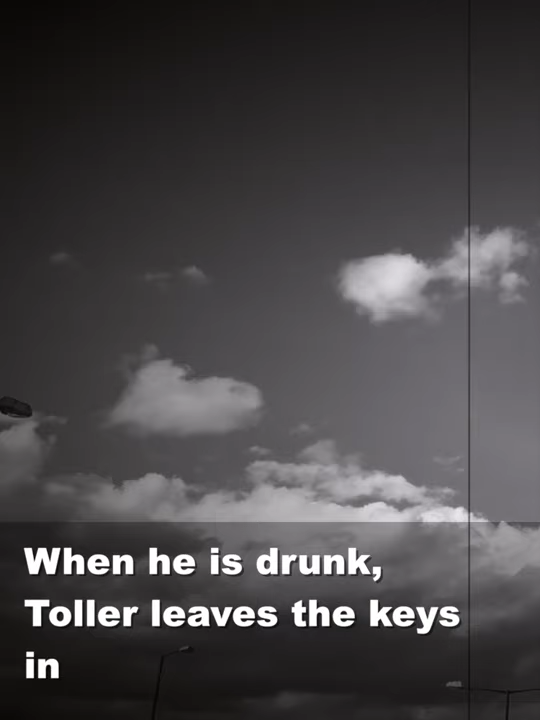 When he is drunk,
Toller leaves the keys
in